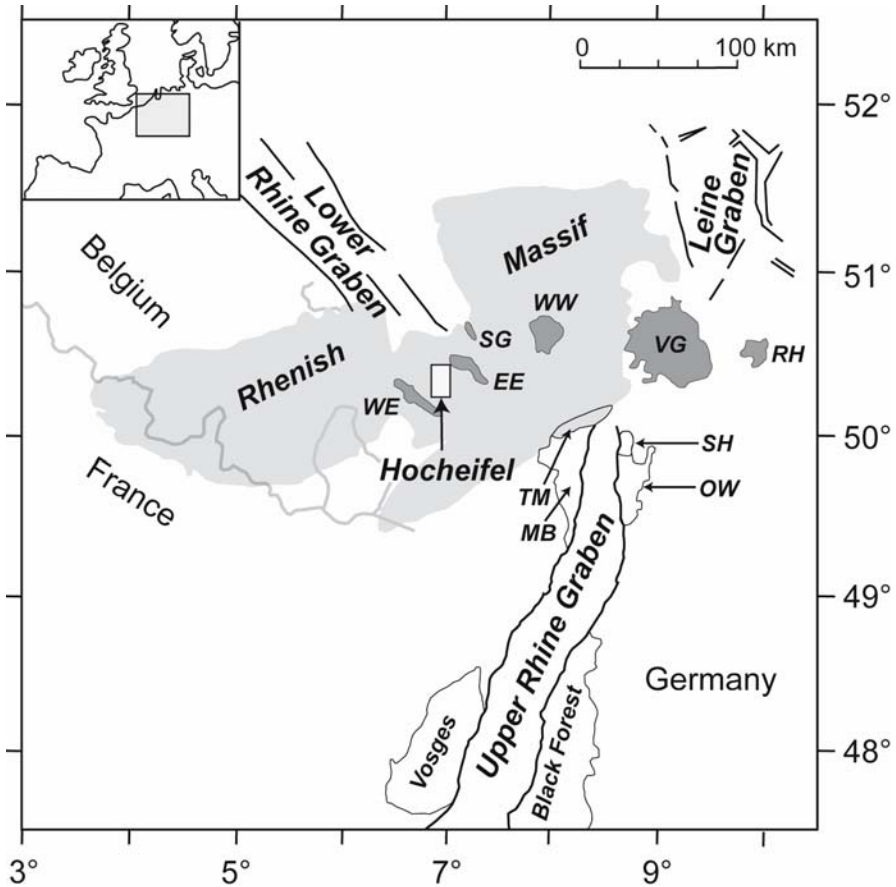 0 100 km
52°
Lower
Rhine Graben
Leine
Graben
Massif
Belgium
51°
WW
SG
VG
RH
Rhenish
EE
WE
50°
SH
Hocheifel
TM
OW
France
MB
49°
Upper Rhine Graben
Germany
Vosges
Black Forest
48°
3° 5° 7° 9°